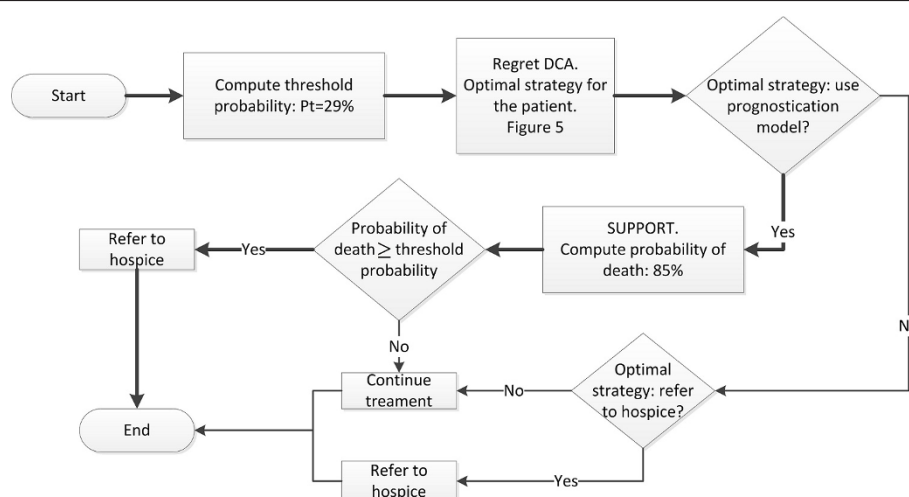 Start
Compute threshold
probability: Pt=29%
Regret DCA.
Optimal strategy for
the patient.
Figure 5
Optimal strategy: use
prognostication
model?
Yes
SUPPORT.
Compute probability of
death: 85%
Probability of
death ≥ threshold
probability
Yes
Refer to
hospice
No
Continue
treament
No
Optimal
strategy: refer
to hospice?
End
Yes
Refer to
hospice